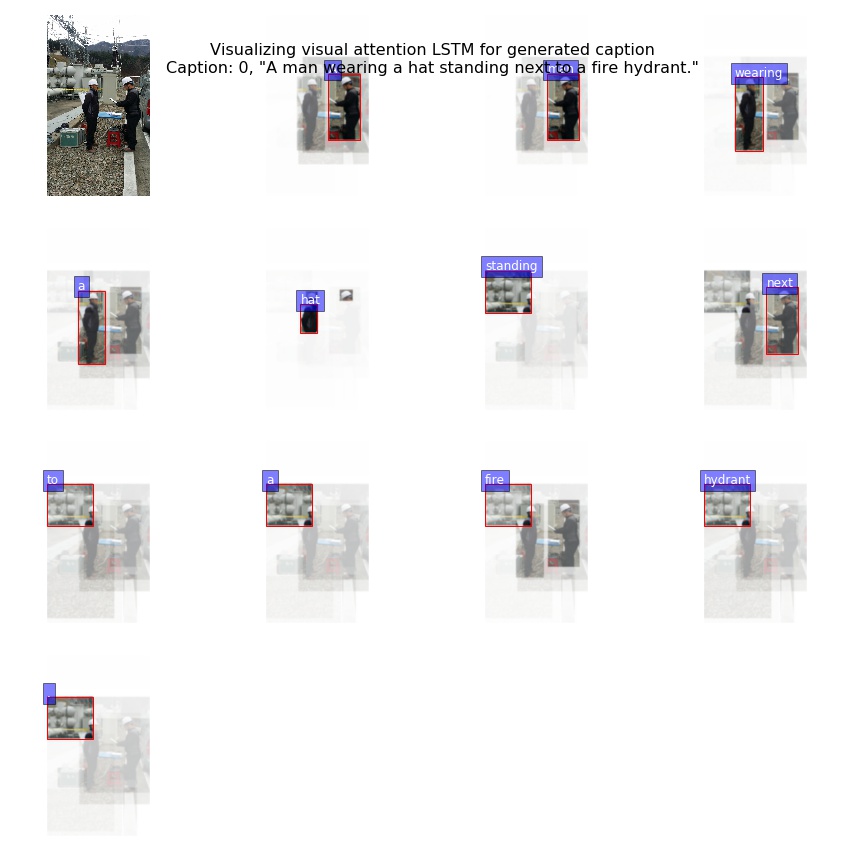 Visualizing visual attention LSTM for generated caption
Caption: 0, "A man wearing a hat standing next to a fire hydrant."
wearing
a
hat
standing
next
to
a
fire
hydrant